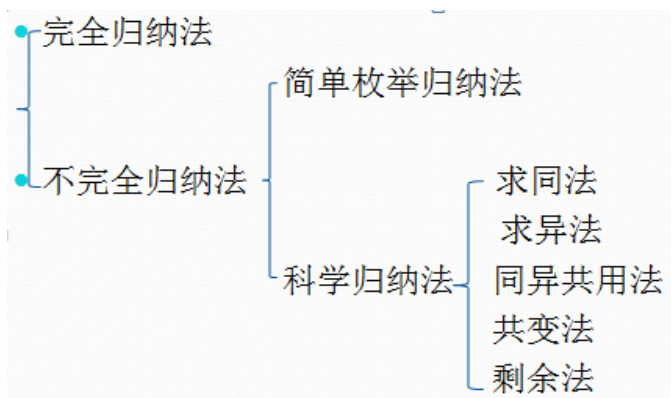 完全归纳法
简单枚举归纳法
不完全归纳法
求同法
求异法
科学归纳法
同异共用法
共变法
剩余法